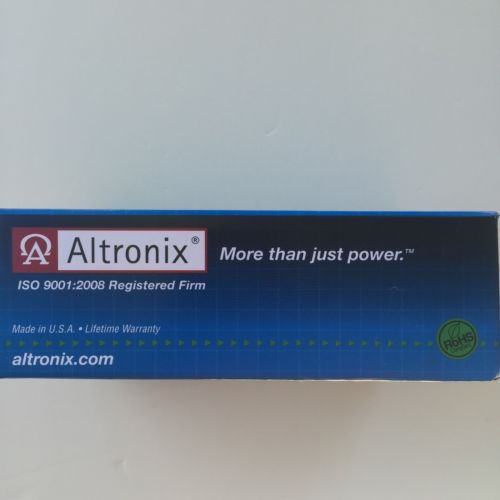 Altronix®
More than just power.™
ISO 9001:2008 Registered Firm
Made in U.S.A. • Lifetime Warranty
altronix.com
RoHS